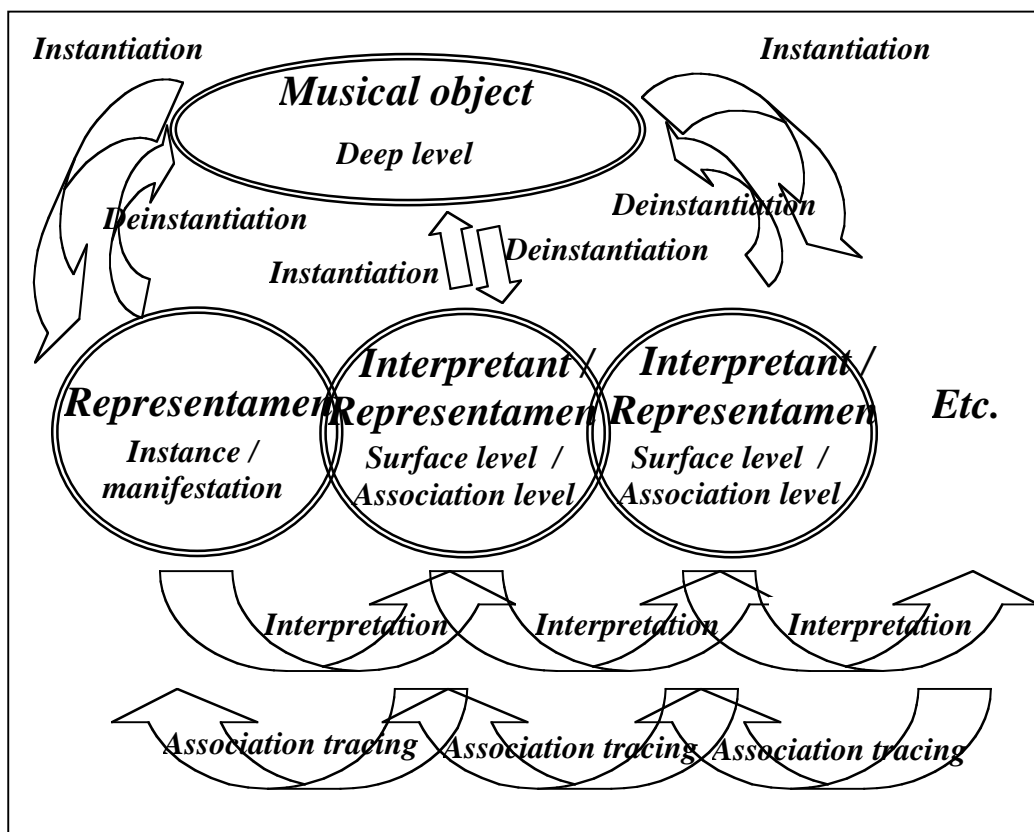 Instantiation
Instantiation
Musical object
Deep level
Deinstantiation
Deinstantiation
Instantiation
Deinstantiation
Representamen
Instance /
manifestation
Interpretant /
Representamen
Surface level /
Association level
Interpretant /
Representamen
Surface level /
Association level
Etc.
Interpretation
Interpretation
Interpretation
Association tracing
Association tracing
Association tracing